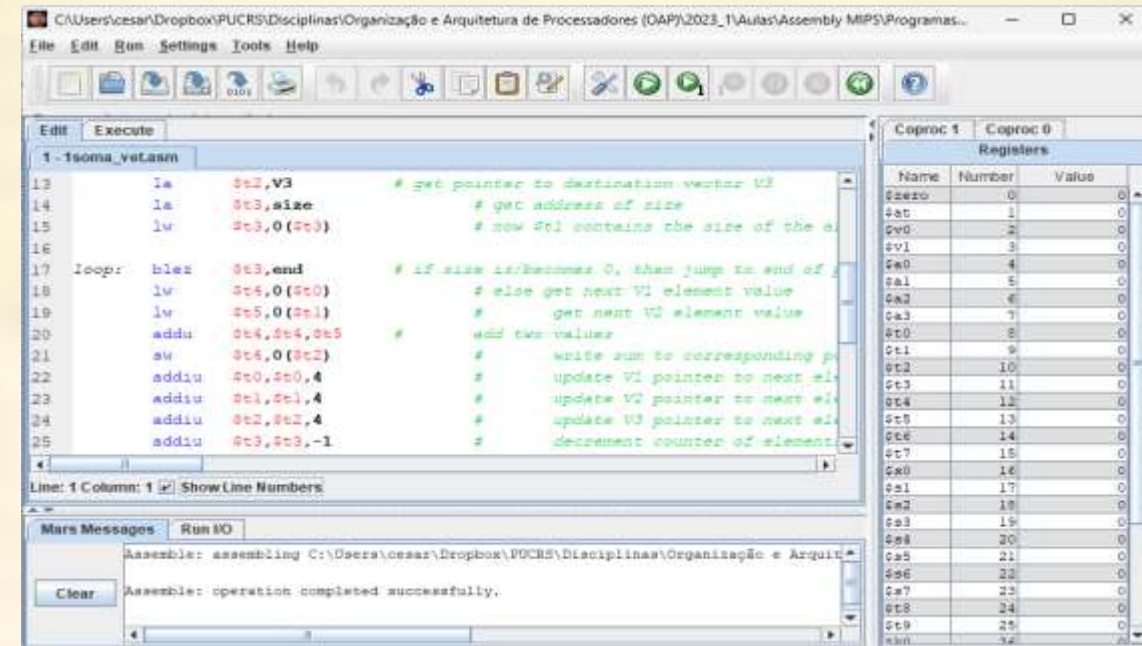 C:\Users\cesar\Dropbox\PUCRS\Disciplinas\Organização e Arquitetura de Processadores (OAP)\2023_1\Aulas\Assembly MIPS\Programas...
File Edit Run Settings Tools Help
Edit Execute
1 - 1soma_vet.asm
13 la $t2,V3 # get pointer to destination vector V3
14 la $t3,size # get address of size
15 lw $t3,0($t3) # now $t1 contains the size of the
16
17 loop: blez $t3,end # if size is/becomes 0, then jump to end of
18 lw $t4,0($t0) # else get next V1 element value
19 lw $t5,0($t1) # get next V2 element value
20 addu $t4,$t4,$t5 # add two values
21 sw $t4,0($t2) # write sum to corresponding
22 addiu $t0,$t0,4 # update V1 pointer to next
23 addiu $t1,$t1,4 # update V2 pointer to next
24 addiu $t2,$t2,4 # update V3 pointer to next
25 addiu $t3,$t3,-1 # decrement counter of
Line: 1 Column: 1 Show Line Numbers
Mars Messages Run I/O
Assemble: assembling C:\Users\cesar\Dropbox\PUCRS\Disciplinas\Organização e Arquit
Assemble: operation completed successfully.
Clear
Coproc 1 Coproc 0
Registers
Name Number Value
$zero 0 0
$at 1 0
$v0 2 0
$v1 3 0
$a0 4 0
$a1 5 0
$a2 6 0
$a3 7 0
$t0 8 0
$t1 9 0
$t2 10 0
$t3 11 0
$t4 12 0
$t5 13 0
$t6 14 0
$t7 15 0
$s0 16 0
$s1 17 0
$s2 18 0
$s3 19 0
$s4 20 0
$s5 21 0
$s6 22 0
$s7 23 0
$t8 24 0
$t9 25 0